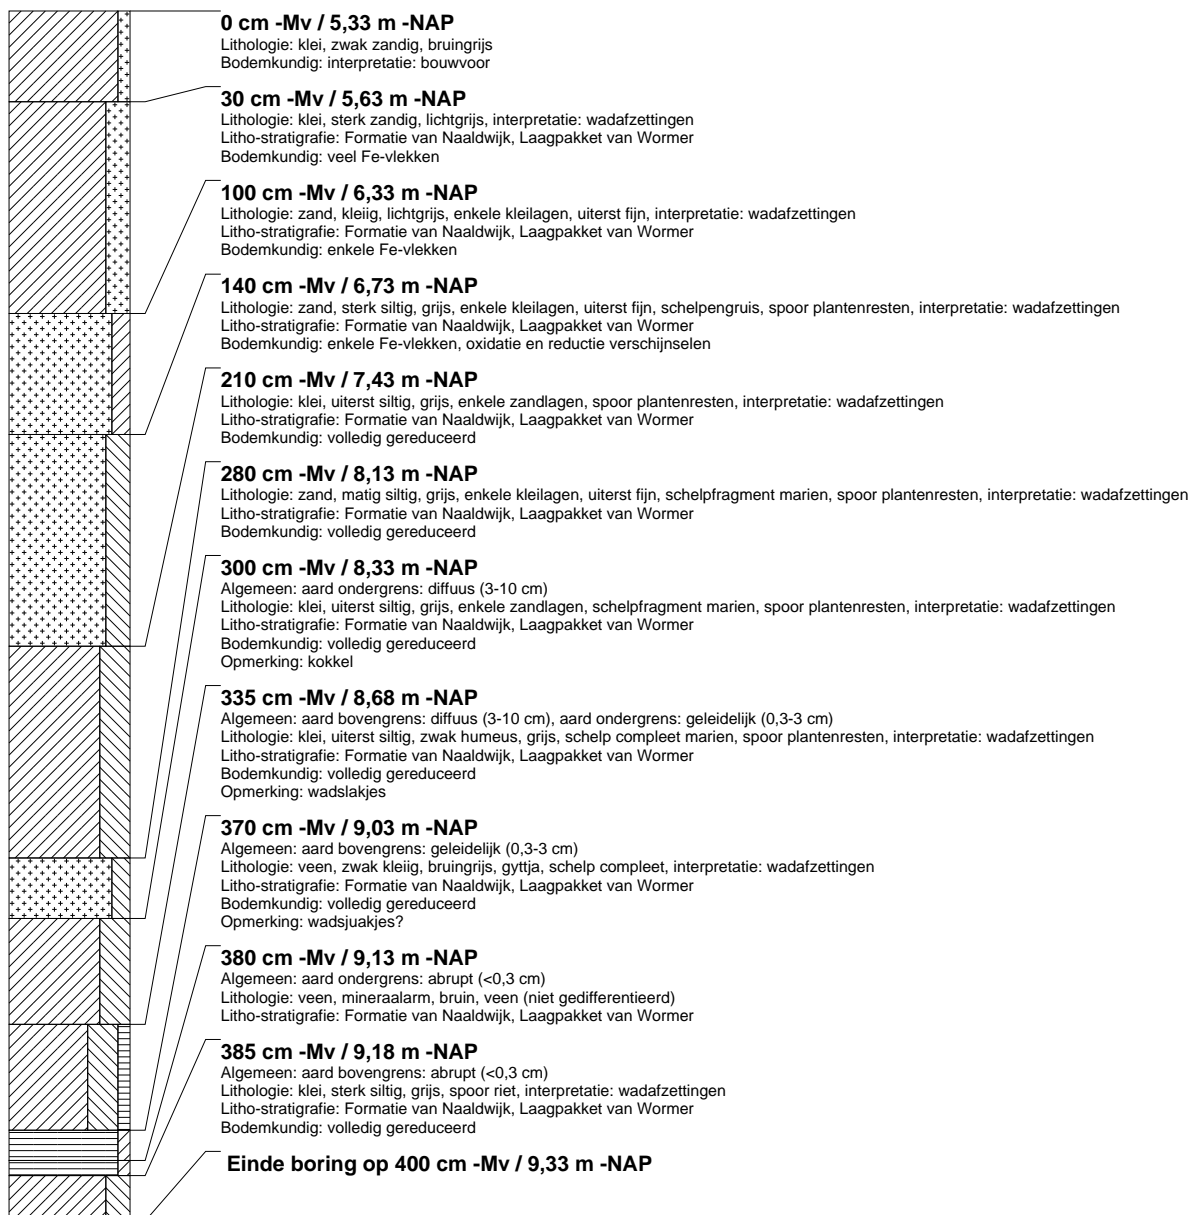 0 cm -Mv / 5,33 m -NAP
Lithologie: klei, zwak zandig, bruingrijs
Bodemkundig: interpretatie: bouwvoor
30 cm -Mv / 5,63 m -NAP
Lithologie: klei, sterk zandig, lichtgrijs, interpretatie: wadafzettingen
Litho-stratigrafie: Formatie van Naaldwijk, Laagpakket van Wormer
Bodemkundig: veel Fe-vlekken
100 cm -Mv / 6,33 m -NAP
Lithologie: zand, kleiig, lichtgrijs, enkele kleilagen, uiterst fijn, interpretatie: wadafzettingen
Litho-stratigrafie: Formatie van Naaldwijk, Laagpakket van Wormer
Bodemkundig: enkele Fe-vlekken
140 cm -Mv / 6,73 m -NAP
Lithologie: zand, sterk siltig, grijs, enkele kleilagen, uiterst fijn, schelpengruis, spoor plantenresten, interpretatie: wadafzettingen
Litho-stratigrafie: Formatie van Naaldwijk, Laagpakket van Wormer
Bodemkundig: enkele Fe-vlekken, oxidatie en reductie verschijnselen
210 cm -Mv / 7,43 m -NAP
Lithologie: klei, uiterst siltig, grijs, enkele zandlagen, spoor plantenresten, interpretatie: wadafzettingen
Litho-stratigrafie: Formatie van Naaldwijk, Laagpakket van Wormer
Bodemkundig: volledig gereduceerd
280 cm -Mv / 8,13 m -NAP
Lithologie: zand, matig siltig, grijs, enkele kleilagen, uiterst fijn, schelpfragment marien, spoor plantenresten, interpretatie: wadafzettingen
Litho-stratigrafie: Formatie van Naaldwijk, Laagpakket van Wormer
Bodemkundig: volledig gereduceerd
300 cm -Mv / 8,33 m -NAP
Algemeen: aard ondergrens: diffuus (3-10 cm)
Lithologie: klei, uiterst siltig, grijs, enkele zandlagen, schelpfragment marien, spoor plantenresten, interpretatie: wadafzettingen
Litho-stratigrafie: Formatie van Naaldwijk, Laagpakket van Wormer
Bodemkundig: volledig gereduceerd
Opmerking: kokkel
335 cm -Mv / 8,68 m -NAP
Algemeen: aard bovengrens: diffuus (3-10 cm), aard ondergrens: geleidelijk (0,3-3 cm)
Lithologie: klei, uiterst siltig, zwak humeus, grijs, schelp compleet marien, spoor plantenresten, interpretatie: wadafzettingen
Litho-stratigrafie: Formatie van Naaldwijk, Laagpakket van Wormer
Bodemkundig: volledig gereduceerd
Opmerking: wadslakjes
370 cm -Mv / 9,03 m -NAP
Algemeen: aard bovengrens: geleidelijk (0,3-3 cm)
Lithologie: veen, zwak kleiig, bruingrijs, gyttja, schelp compleet, interpretatie: wadafzettingen
Litho-stratigrafie: Formatie van Naaldwijk, Laagpakket van Wormer
Bodemkundig: volledig gereduceerd
Opmerking: wadsjuakjes?
380 cm -Mv / 9,13 m -NAP
Algemeen: aard ondergrens: abrupt (<0,3 cm)
Lithologie: veen, mineraalarm, bruin, veen (niet gedifferentieerd)
Litho-stratigrafie: Formatie van Naaldwijk, Laagpakket van Wormer
385 cm -Mv / 9,18 m -NAP
Algemeen: aard bovengrens: abrupt (<0,3 cm)
Lithologie: klei, sterk siltig, grijs, spoor riet, interpretatie: wadafzettingen
Litho-stratigrafie: Formatie van Naaldwijk, Laagpakket van Wormer
Bodemkundig: volledig gereduceerd
Einde boring op 400 cm -Mv / 9,33 m -NAP